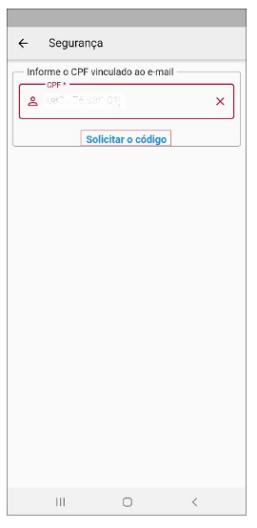 Segurança
Informe o CPF vinculado ao e-mail
CPF *
Solicitar o código